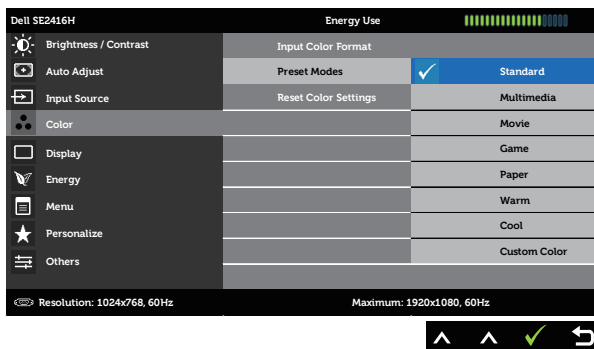 Dell SE2416H Energy Use
Brightness / Contrast Input Color Format
Auto Adjust Preset Modes Standard
Input Source Reset Color Settings Multimedia
Color Movie
Display Game
Energy Paper
Menu Warm
Personalize Cool
Others Custom Color
Resolution: 1024x768, 60Hz Maximum: 1920x1080, 60Hz